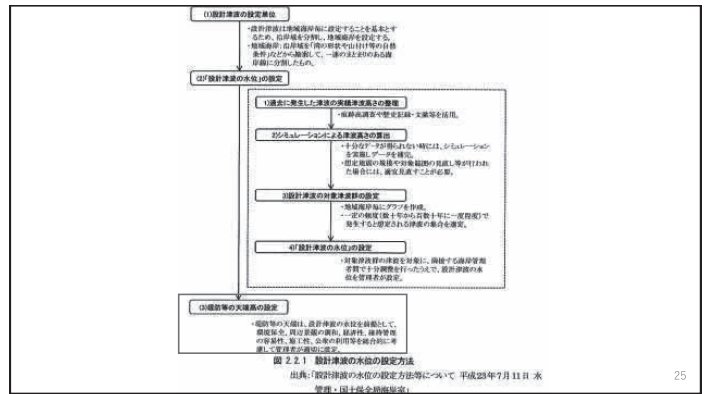 (1)設計津波の設定単位
・設計津波は地域海岸毎に設定することを基本とす
るため、沿岸域を分割し、地域海岸を設定する。
・地域海岸:沿岸域を「湾の形状や山付け等の自然
条件」などから勘案して、一連のまとまりのある海
岸線に分割したもの。
(2)「設計津波の水位」の設定
1)過去に発生した津波の実績津波高さの整理
・痕跡高調査や歴史記録・文献等を活用。
2)シミュレーションによる津波高さの算出
・十分なデータが得られない時には、シミュレーション
を実施しデータを補完。
・想定地震の規模や対象範囲の見直し等が行われ
た場合には、適宜見直すことが必要。
3)設計津波の対象津波群の設定
・地域海岸毎にグラフを作成。
・一定の頻度(数十年から百数十年に一度程度)で
発生すると想定される津波の集合を選定。
4)「設計津波の水位」の設定
・対象津波群の津波を対象に、隣接する海岸管理
者間で十分調整を行ったうえで、設計津波の水
位を管理者が設定。
(3)堤防等の天端高の設定
・堤防等の天端は、設計津波の水位を前提として、
環境保全、周辺景観の調和、経済性、維持管理
の容易性、施工性、公衆の利用等を総合的に考
慮して管理者が適切に設定。
図 2.2.1 設計津波の水位の設定方法
出典:「設計津波の水位の設定方法等について 平成23年7月11日 水
管理・国土保全局海岸室」
25